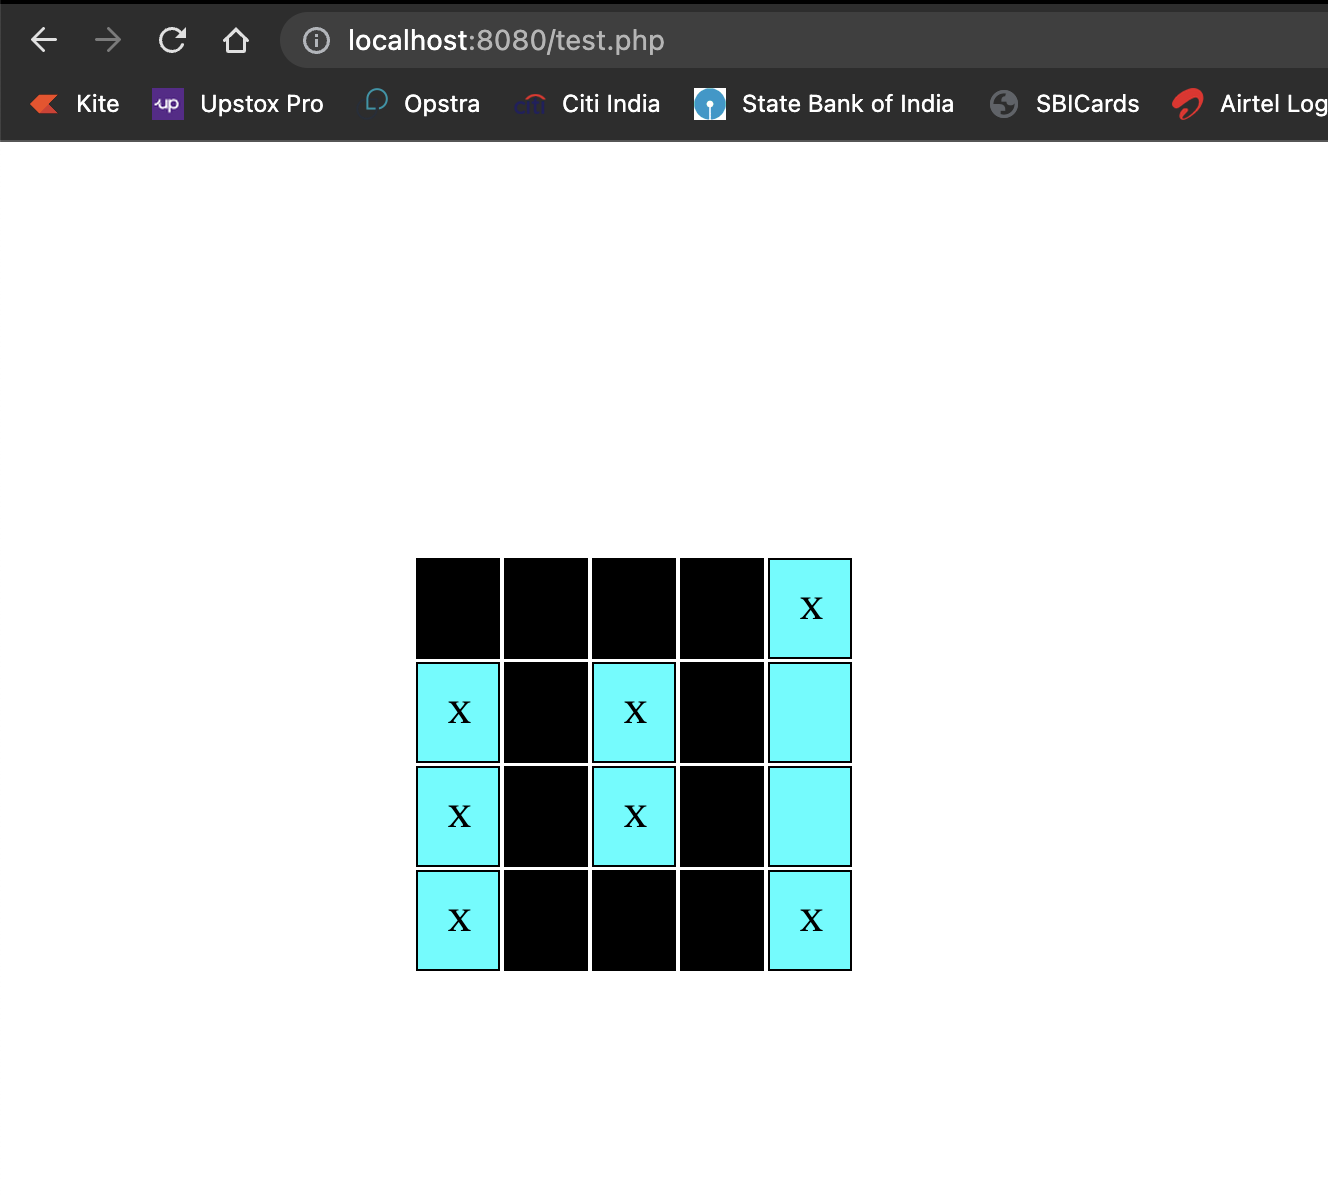 localhost:8080/test.php
Kite up Upstox Pro Opstra citi Citi India State Bank of India SBICards Airtel Log
x
x x
x x
x x